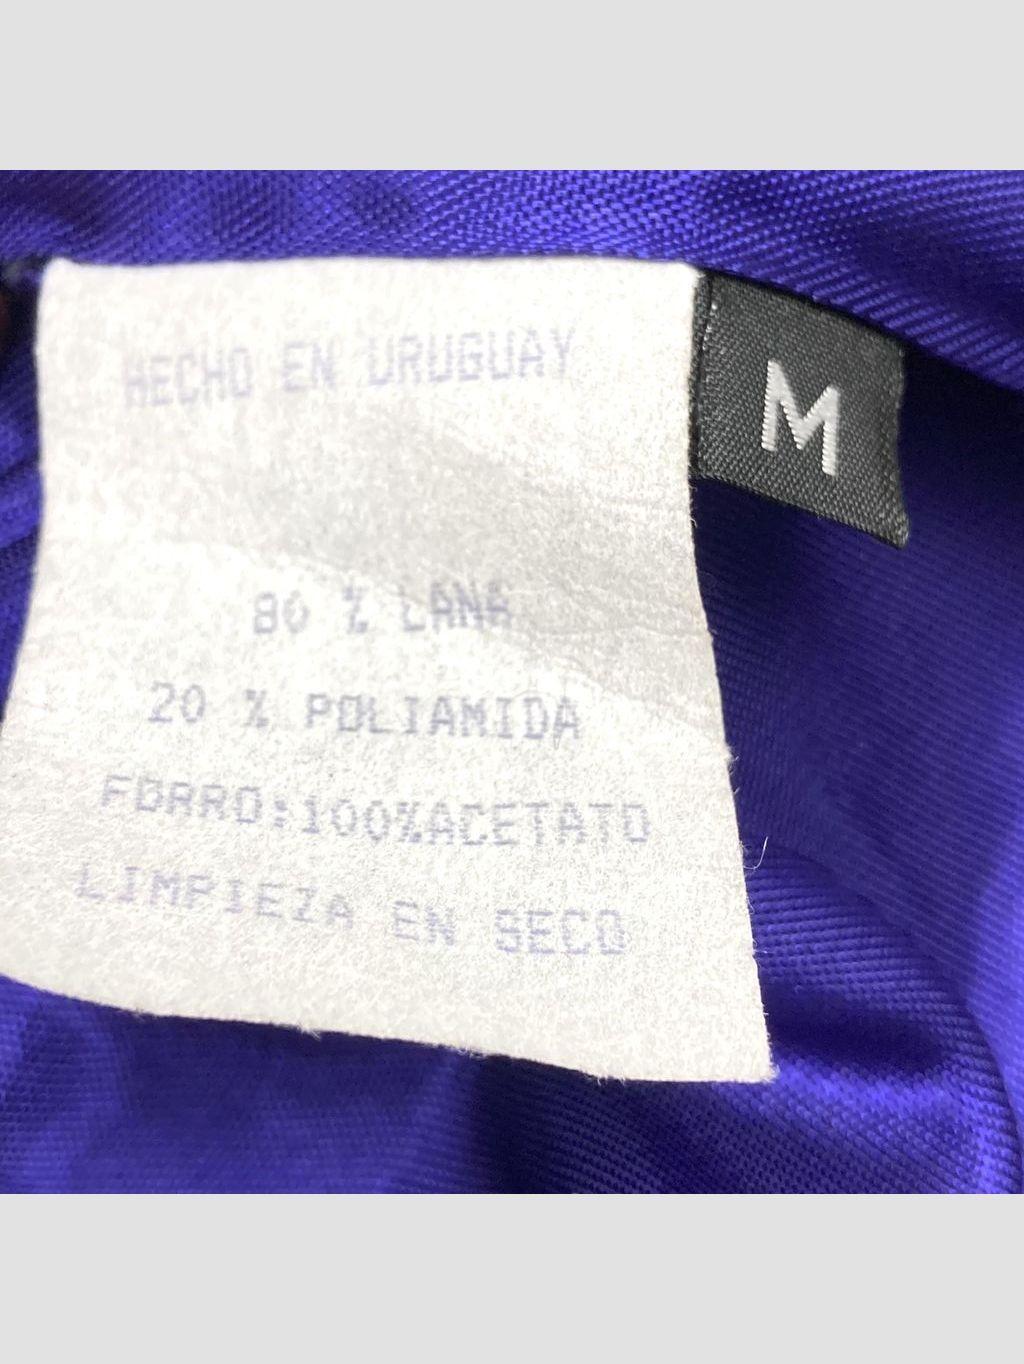 HECHO EN URUGUAY
M
80 % LANA
20 % POLIAMIDA
FORRO:100%ACETATO
LIMPIEZA EN SECO